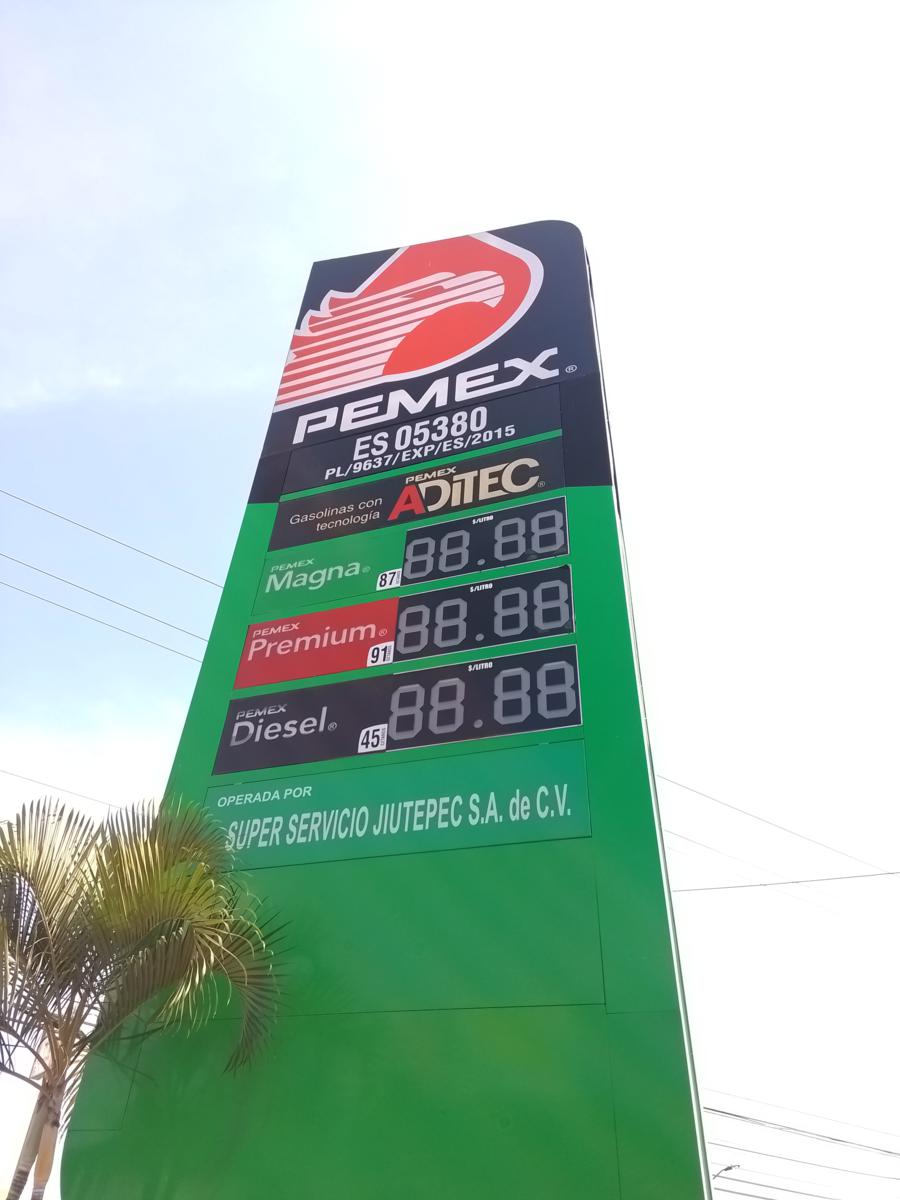 PEMEX®
ES 05380
PL/9637/EXP/ES/2015
Gasolinas con
tecnología
PEMEX
ADITEC®
PEMEX
Magna®
87
$/LITRO
88.88
PEMEX
Premium®
91
$/LITRO
88.88
PEMEX
Diesel®
45
$/LITRO
88.88
OPERADA POR
SUPER SERVICIO JIUTEPEC S.A. de C.V.